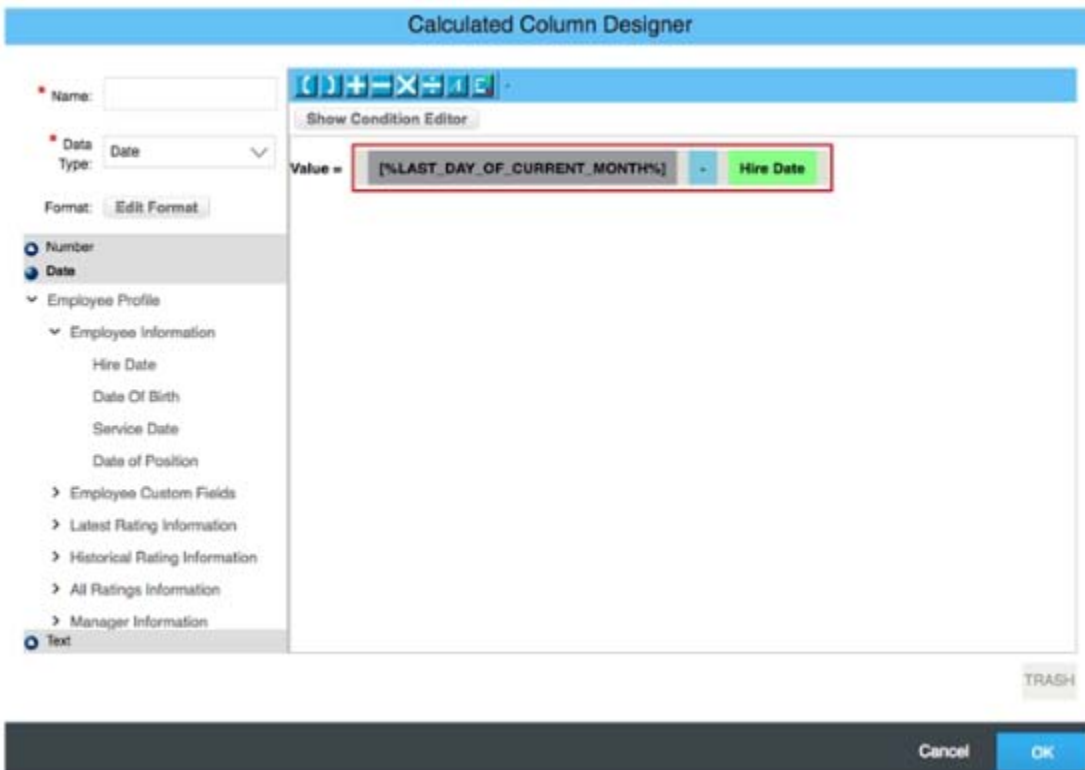 Calculated Column Designer
* Name:
* Data Type: Date
Format: Edit Format
Number
Date
Employee Profile
Employee Information
Hire Date
Date Of Birth
Service Date
Date of Position
Employee Custom Fields
Latest Rating Information
Historical Rating Information
All Ratings Information
Manager Information
Text
Show Condition Editor
Value = [%LAST_DAY_OF_CURRENT_MONTH%] - Hire Date
TRASH
Cancel OK